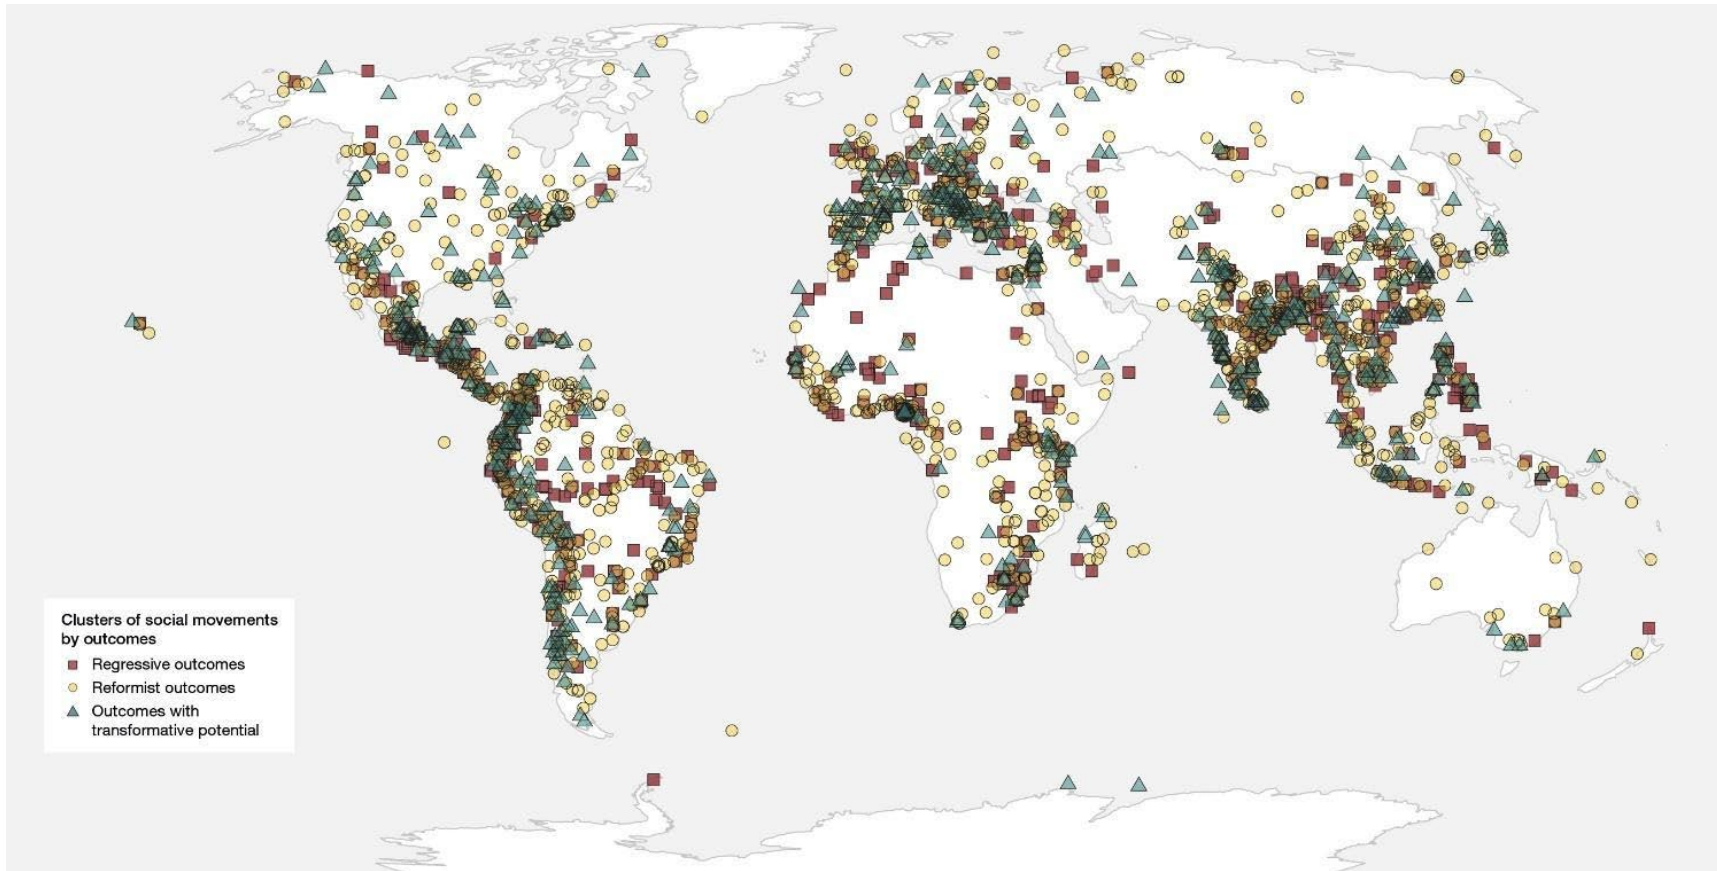 Clusters of social movements
by outcomes
Regressive outcomes
Reformist outcomes
Outcomes with
transformative potential